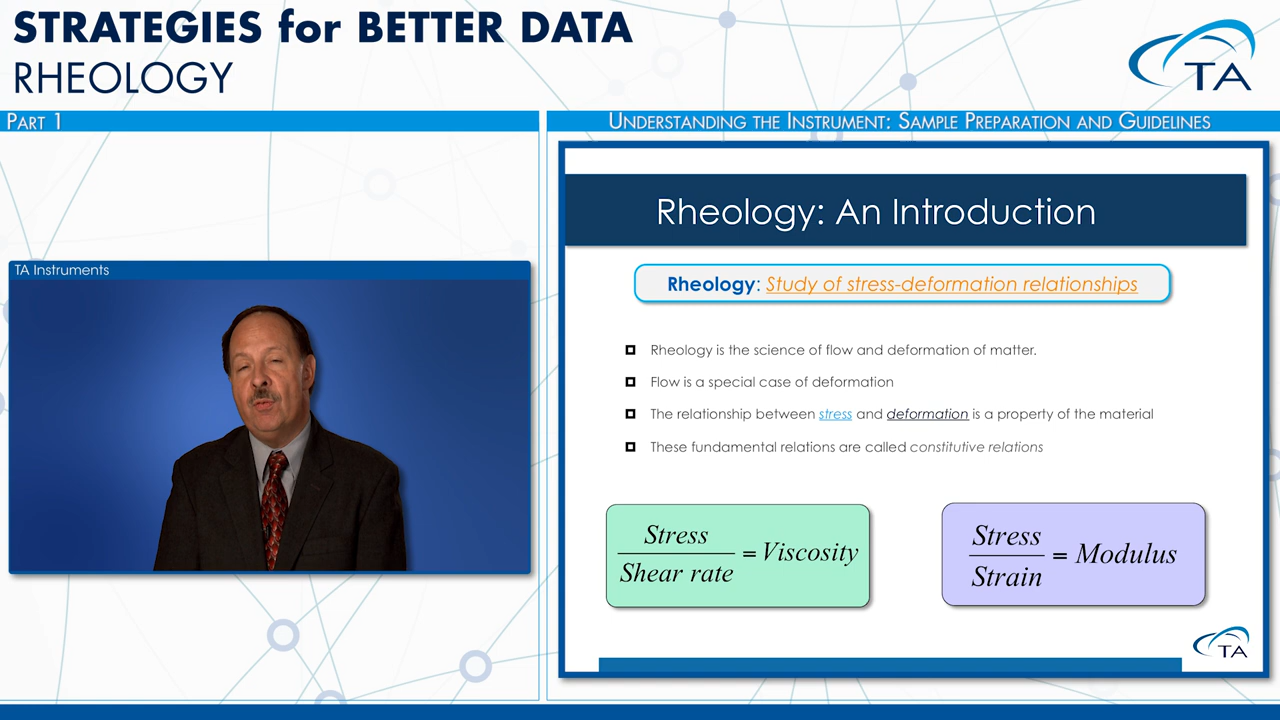 STRATEGIES for BETTER DATA
RHEOLOGY
TA
PART 1
UNDERSTANDING THE INSTRUMENT: SAMPLE PREPARATION AND GUIDELINES
TA Instruments
Rheology: An Introduction
Rheology: Study of stress-deformation relationships
Rheology is the science of flow and deformation of matter.
Flow is a special case of deformation
The relationship between stress and deformation is a property of the material
These fundamental relations are called constitutive relations
Stress
Shear rate
= Viscosity
Stress
Strain
= Modulus
TA